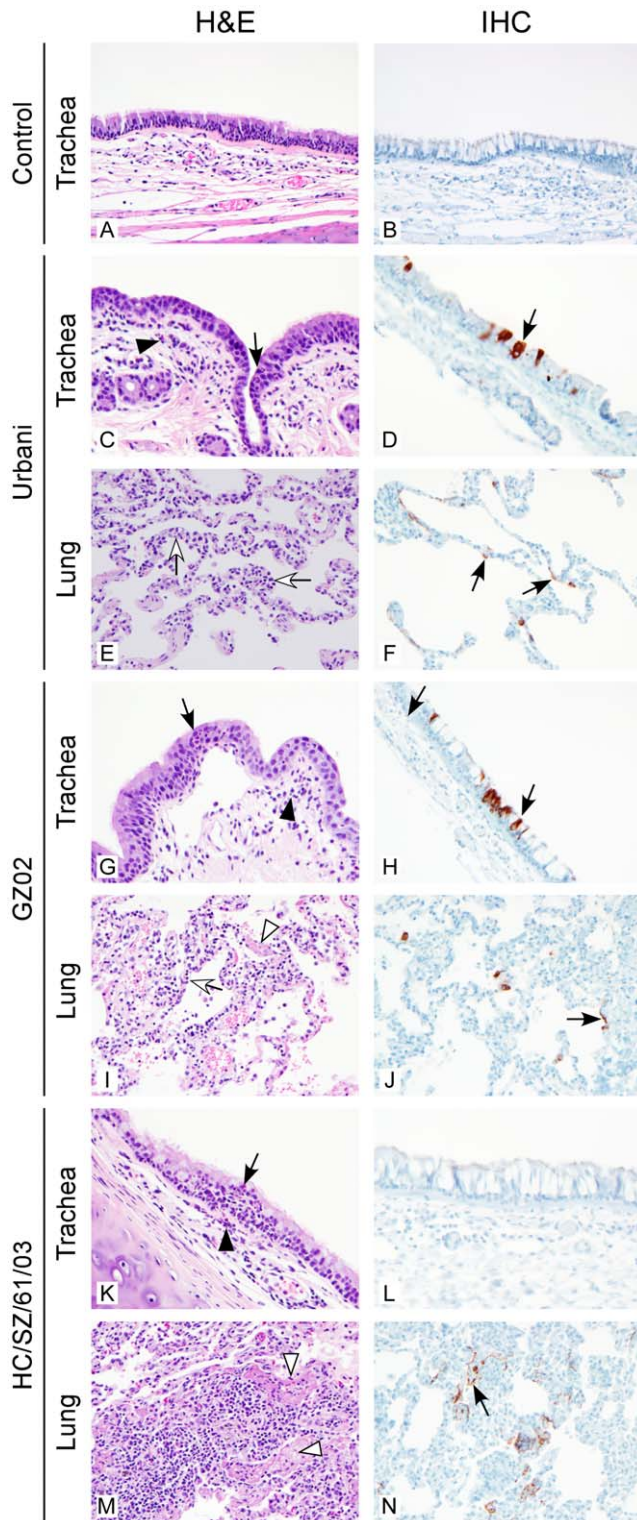 H&E IHC
Control
Trachea
A B
Urbani
Trachea
C D
Lung
E F
GZ02
Trachea
G H
Lung
I J
HC/SZ/61/03
Trachea
K L
Lung
M N